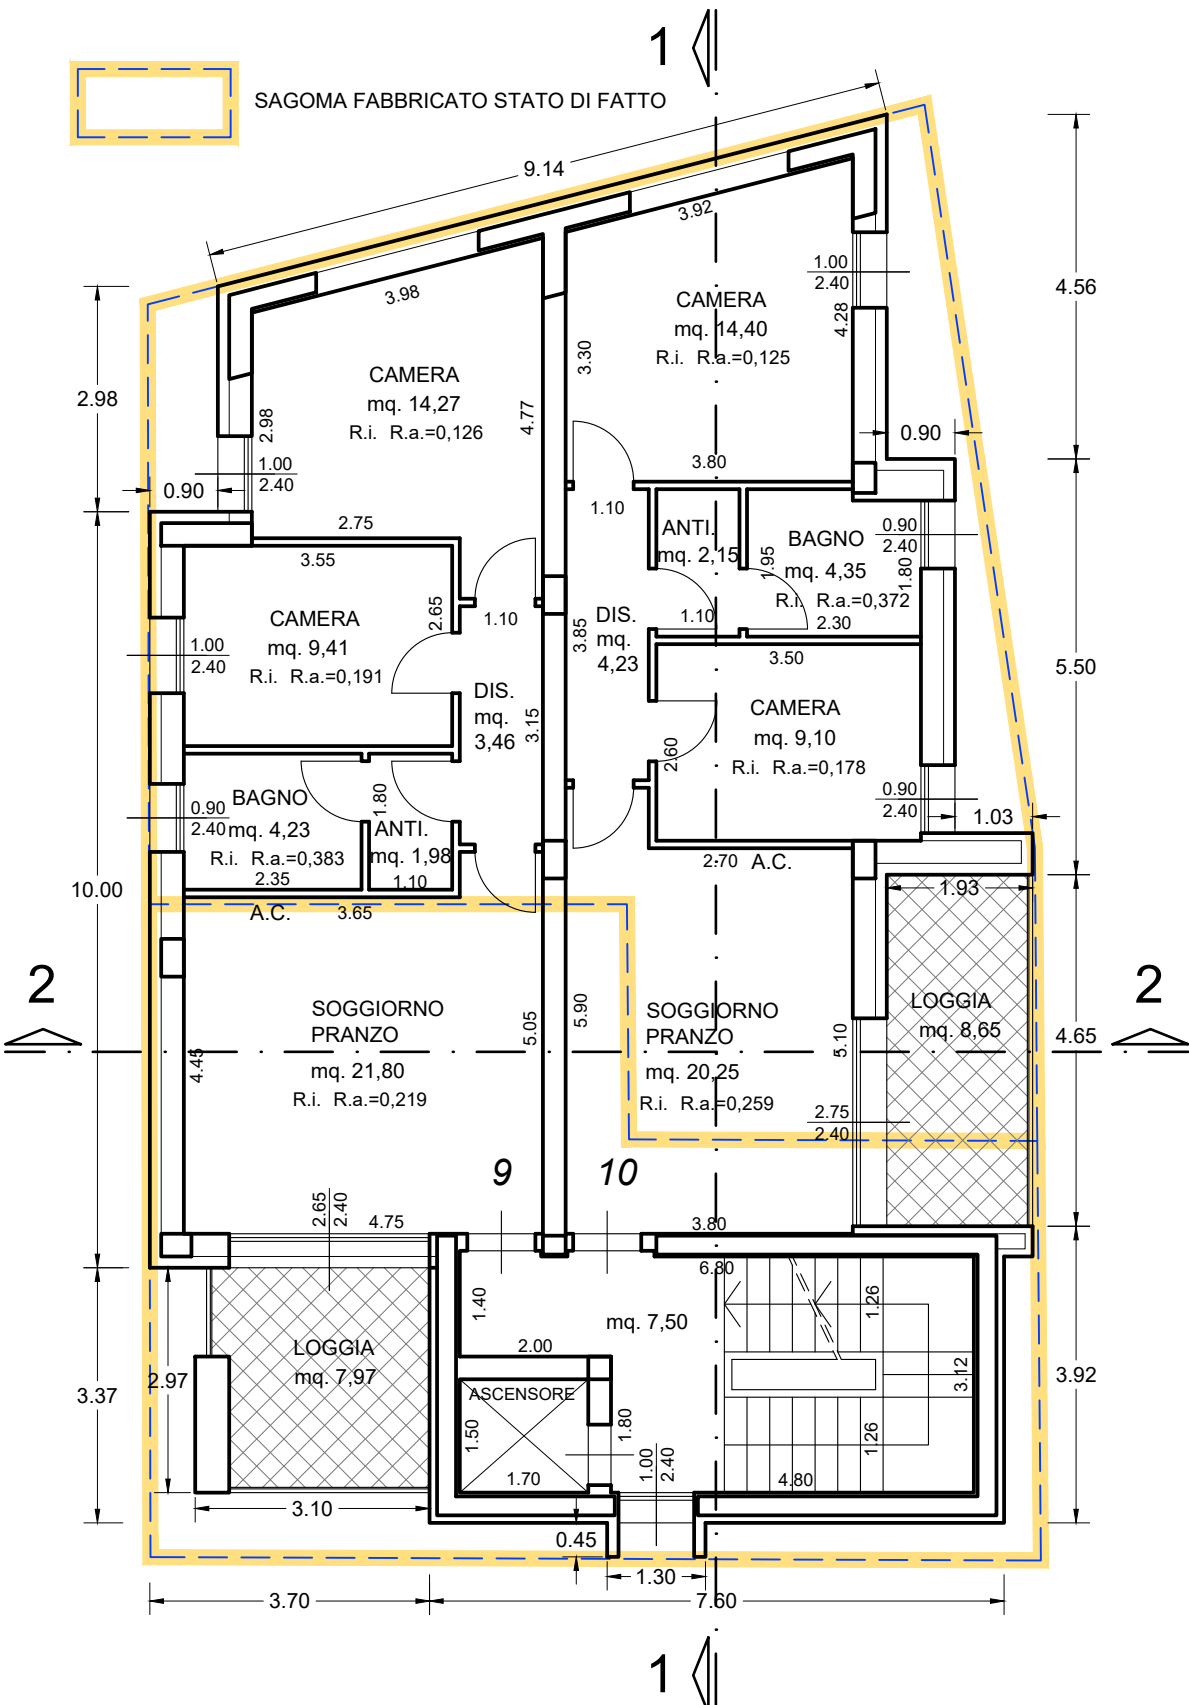 1
SAGOMA FABBRICATO STATO DI FATTO
9.14
3.92
3.98
1.00
2.40
4.56
CAMERA
mq. 14,40
R.i. R.a.=0,125
4.28
3.30
CAMERA
mq. 14,27
R.i. R.a.=0,126
2.98
2.98
4.77
1.00
2.40
0.90
0.90
3.80
1.10
2.75
3.55
ANTI.
mq. 2,15
1.95
BAGNO
mq. 4,35
R.i. R.a.=0,372
2.30
0.90
2.40
1.80
CAMERA
mq. 9,41
R.i. R.a.=0,191
2.65
1.10
1.10
1.00
2.40
3.85
DIS.
mq.
4,23
3.50
5.50
DIS.
mq.
3,46
3.15
CAMERA
mq. 9,10
R.i. R.a.=0,178
2.60
0.90
2.40
1.03
BAGNO
mq. 4,23
R.i. R.a.=0,383
2.35
0.90
2.40
1.80
ANTI.
mq. 1,98
1.10
2.70
A.C.
1.93
10.00
A.C.
3.65
2
2
SOGGIORNO
PRANZO
mq. 21,80
R.i. R.a.=0,219
4.45
5.05
5.90
SOGGIORNO
PRANZO
mq. 20,25
R.i. R.a.=0,259
5.10
LOGGIA
mq. 8,65
4.65
2.75
2.40
9
10
2.65
2.40
4.75
3.80
6.80
1.40
mq. 7,50
1.26
2.00
LOGGIA
mq. 7,97
2.97
3.37
3.12
3.92
ASCENSORE
1.50
1.70
1.80
1.00
2.40
1.26
4.80
3.10
0.45
1.30
3.70
7.60
1